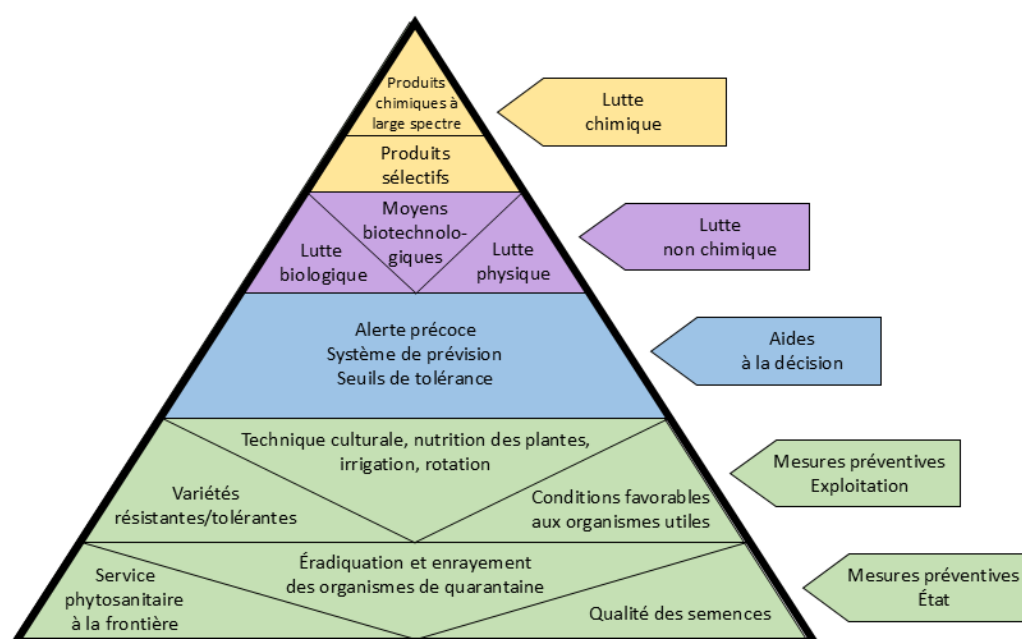 Produits
chimiques à
large spectre
Lutte
chimique
Produits
sélectifs
Moyens
biotechnolo-
giques
Lutte
biologique
Lutte
physique
Lutte
non chimique
Alerte précoce
Système de prévision
Seuils de tolérance
Aides
à la décision
Technique culturale, nutrition des plantes,
irrigation, rotation
Variétés
résistantes/tolérantes
Conditions favorables
aux organismes utiles
Mesures préventives
Exploitation
Éradiquation et enrayement
des organismes de quarantaine
Service
phytosanitaire
à la frontière
Qualité des semences
Mesures préventives
État